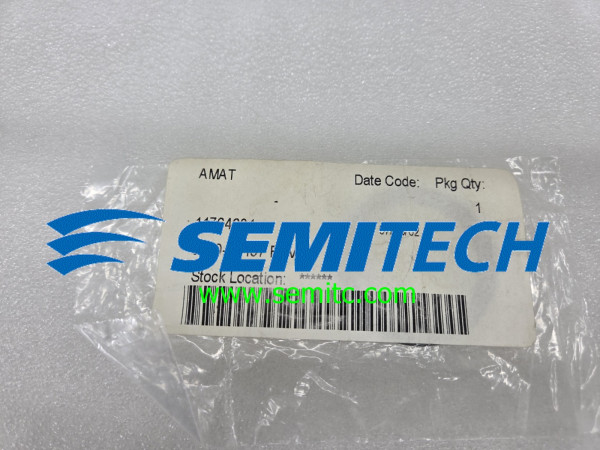 AMAT
Date Code: Pkg Qty:
1
SEMITECH
Stock Location: ******
www.semitc.com